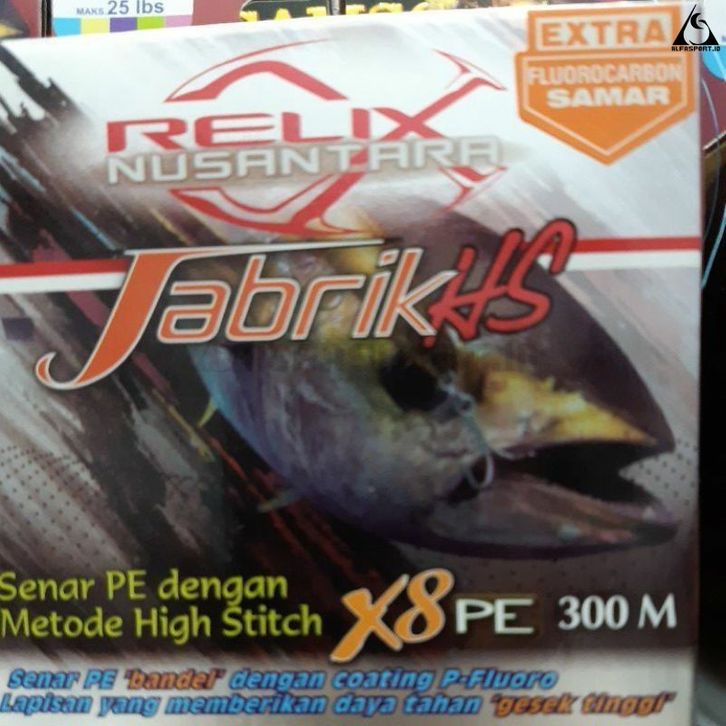 MAKS.25 lbs
ALFASPORT.ID
EXTRA
FLUOROCARBON
SAMAR
RELIX
NUSANTARA
JabrikHS
Senar PE dengan
Metode High Stitch
X8 PE 300 M
Senar PE "bandel" dengan coating P-Fluoro
Lapisan yang memberikan daya tahan "gesek tinggi"